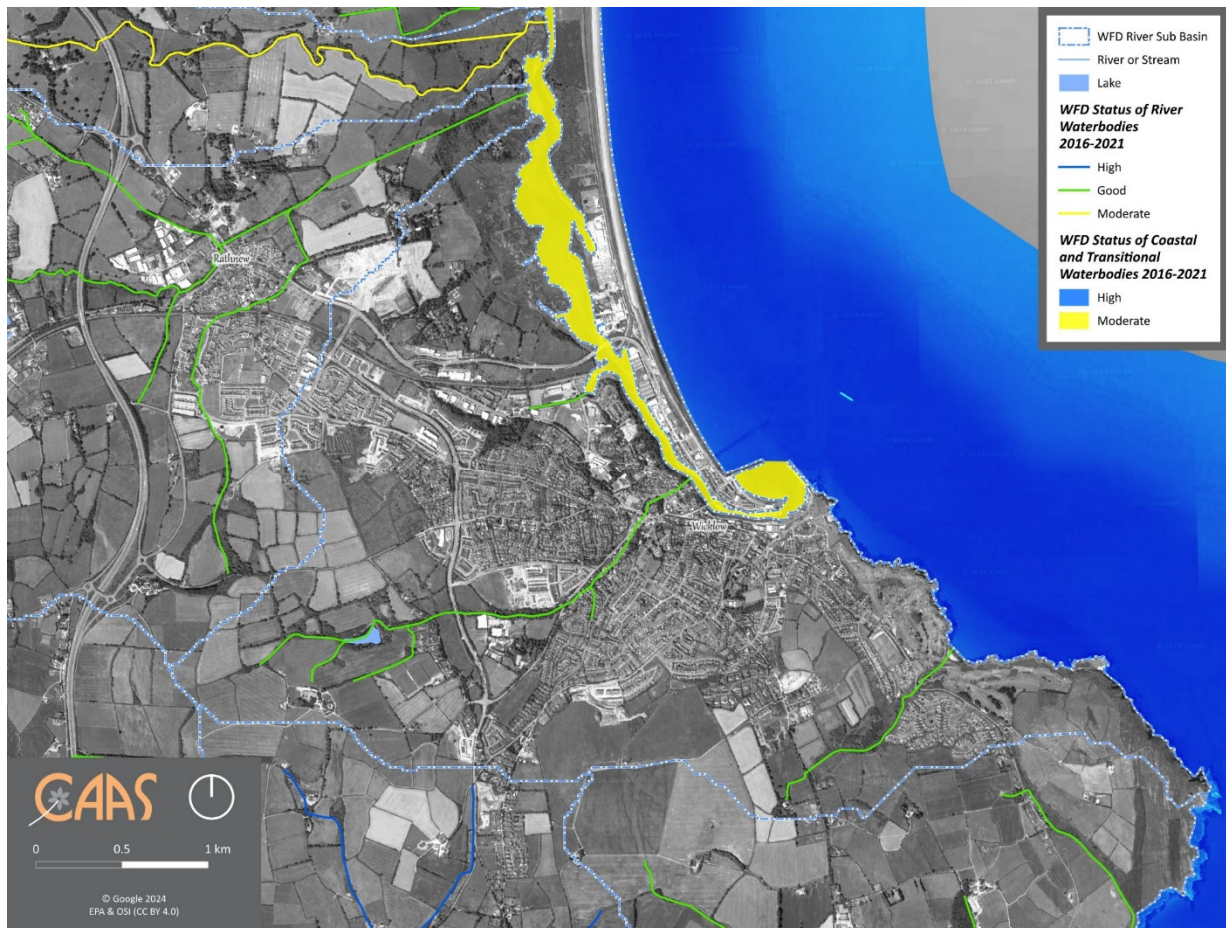 WFD River Sub Basin
River or Stream
Lake
WFD Status of River
Waterbodies
2016-2021
High
Good
Moderate
WFD Status of Coastal
and Transitional
Waterbodies 2016-2021
High
Moderate
Rathnew
Wicklow
CAAS
0 0.5 1 km
© Google 2024
EPA & OSI (CC BY 4.0)